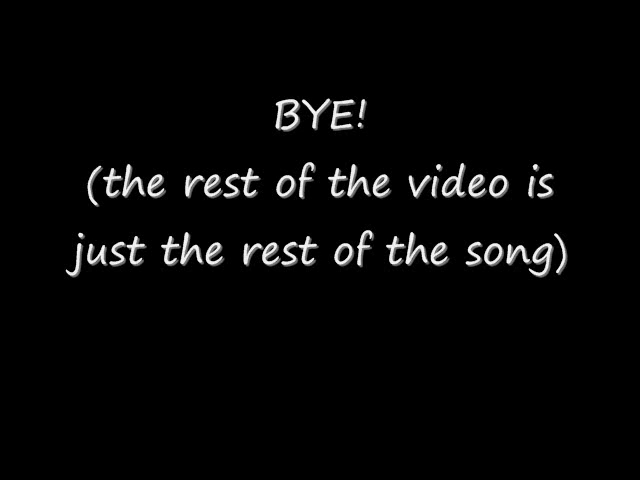 BYE!
(the rest of the video is
just the rest of the song)